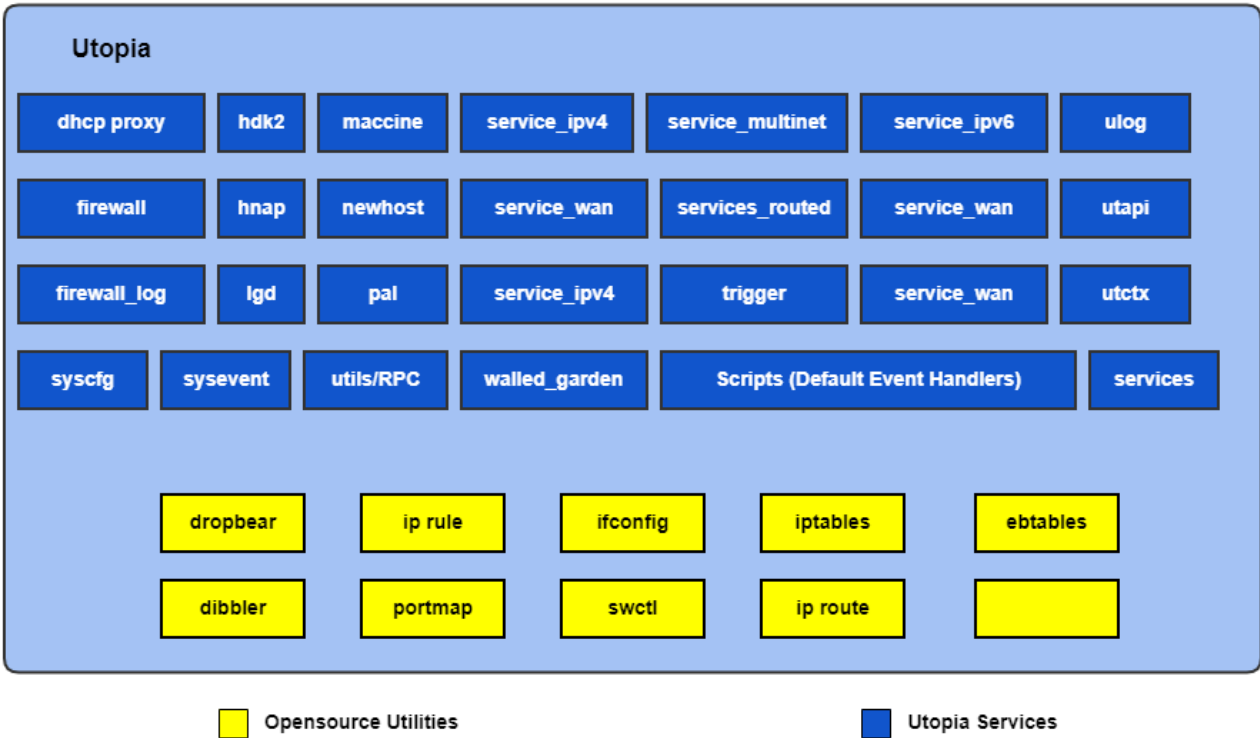 Utopia
dhcp proxy hdk2 maccine service_ipv4 service_multinet service_ipv6 ulog
firewall hnap newhost service_wan services_routed service_wan utapi
firewall_log lgd pal service_ipv4 trigger service_wan utctx
syscfg sysevent utils/RPC walled_garden Scripts (Default Event Handlers) services
dropbear ip rule ifconfig iptables ebtables
dibbler portmap swctl ip route
Opensource Utilities Utopia Services